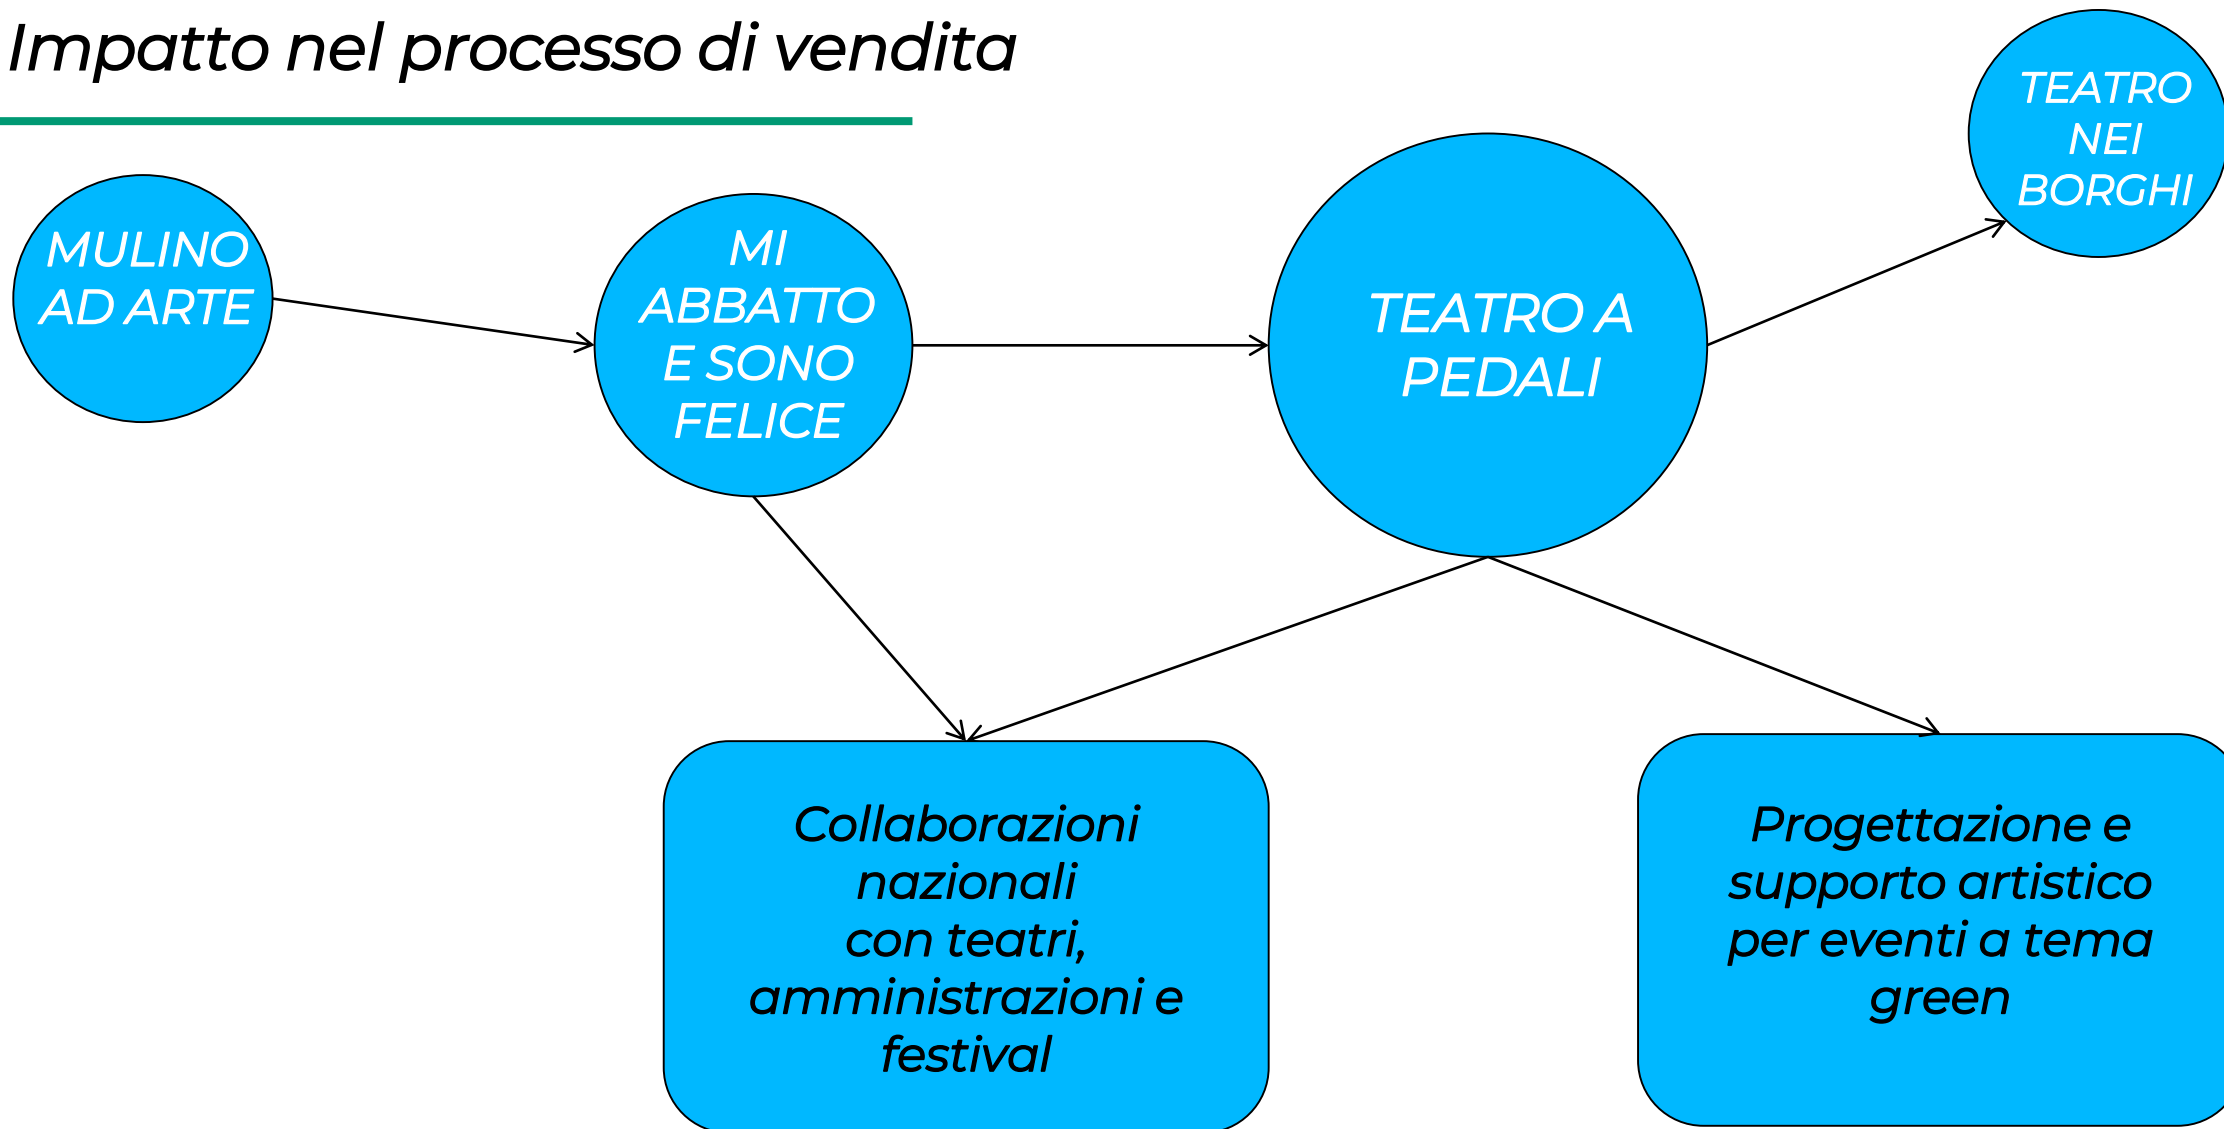 Impatto nel processo di vendita
TEATRO
NEI
BORGHI
MULINO
AD ARTE
MI
ABBATTO
E SONO
FELICE
TEATRO A
PEDALI
Collaborazioni
nazionali
con teatri,
amministrazioni e
festival
Progettazione e
supporto artistico
per eventi a tema
green